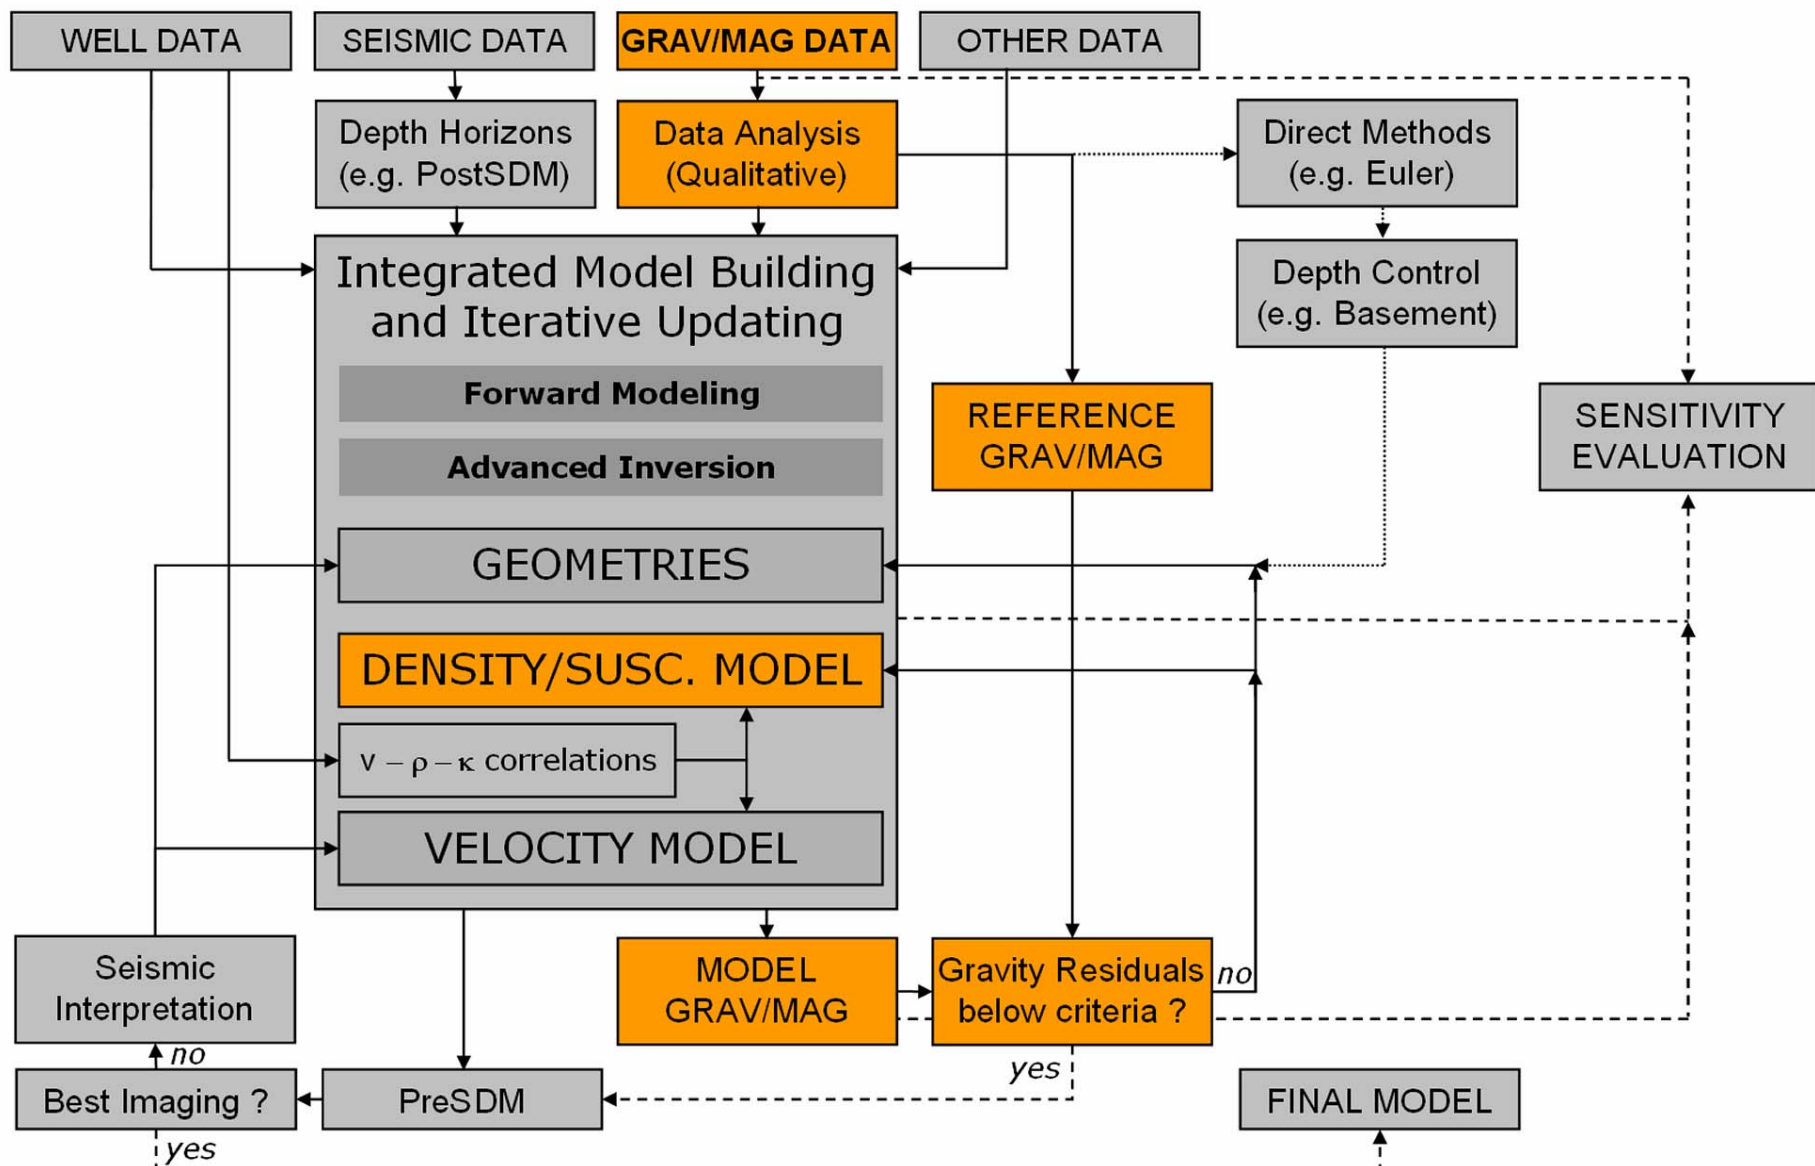 WELL DATA
SEISMIC DATA
GRAV/MAG DATA
OTHER DATA
Depth Horizons
(e.g. PostSDM)
Data Analysis
(Qualitative)
Direct Methods
(e.g. Euler)
Integrated Model Building
and Iterative Updating
Depth Control
(e.g. Basement)
Forward Modeling
Advanced Inversion
REFERENCE
GRAV/MAG
SENSITIVITY
EVALUATION
GEOMETRIES
DENSITY/SUSC. MODEL
v – ρ – κ correlations
VELOCITY MODEL
Seismic
Interpretation
MODEL
GRAV/MAG
Gravity Residuals
below criteria ?
no
no
yes
Best Imaging ?
PreSDM
FINAL MODEL
yes